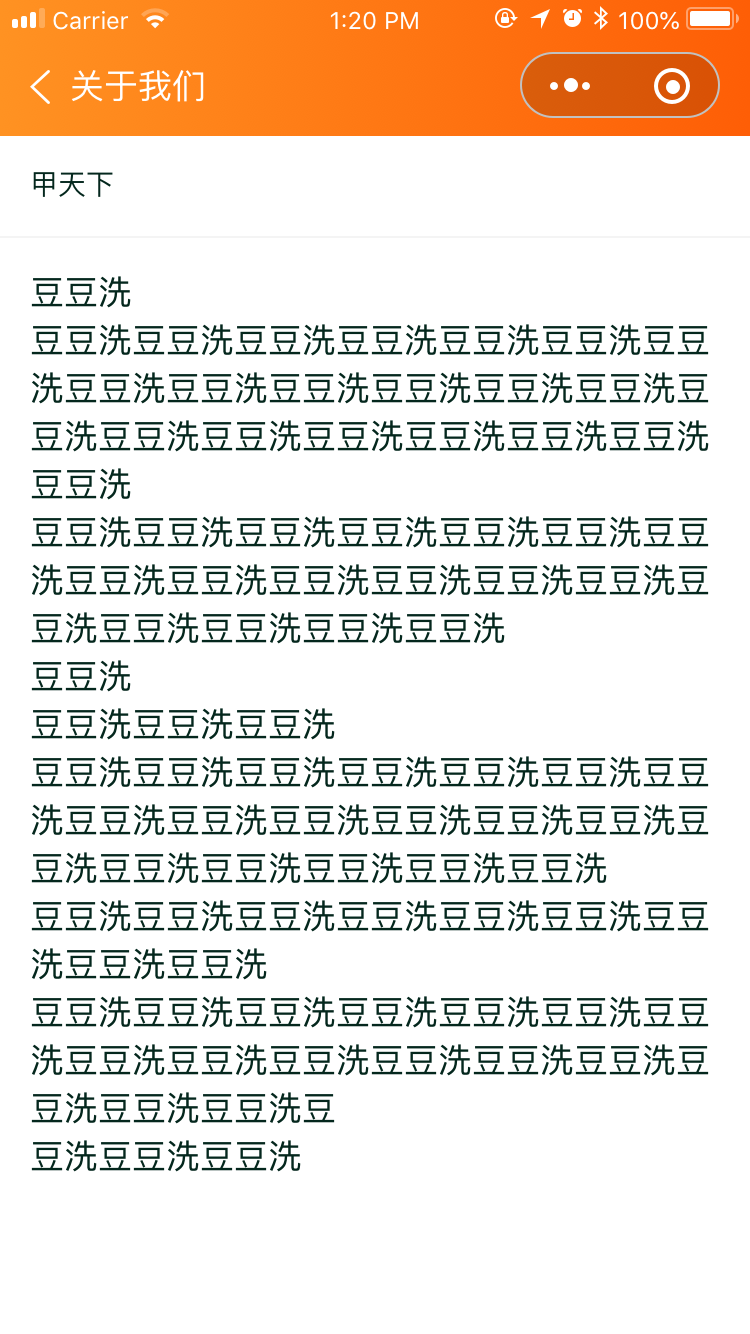 Carrier 1:20 PM 100%
关于我们
甲天下
豆豆洗
豆豆洗豆豆洗豆豆洗豆豆洗豆豆洗豆豆洗豆豆
洗豆豆洗豆豆洗豆豆洗豆豆洗豆豆洗豆豆洗豆
豆洗豆豆洗豆豆洗豆豆洗豆豆洗豆豆洗豆豆洗
豆豆洗
豆豆洗豆豆洗豆豆洗豆豆洗豆豆洗豆豆洗豆豆
洗豆豆洗豆豆洗豆豆洗豆豆洗豆豆洗豆豆洗豆
豆洗豆豆洗豆豆洗豆豆洗豆豆洗
豆豆洗
豆豆洗豆豆洗豆豆洗
豆豆洗豆豆洗豆豆洗豆豆洗豆豆洗豆豆洗豆豆
洗豆豆洗豆豆洗豆豆洗豆豆洗豆豆洗豆豆洗豆
豆洗豆豆洗豆豆洗豆豆洗豆豆洗豆豆洗
豆豆洗豆豆洗豆豆洗豆豆洗豆豆洗豆豆洗豆豆
洗豆豆洗豆豆洗
豆豆洗豆豆洗豆豆洗豆豆洗豆豆洗豆豆洗豆豆
洗豆豆洗豆豆洗豆豆洗豆豆洗豆豆洗豆豆洗豆
豆洗豆豆洗豆豆洗豆
豆洗豆豆洗豆豆洗